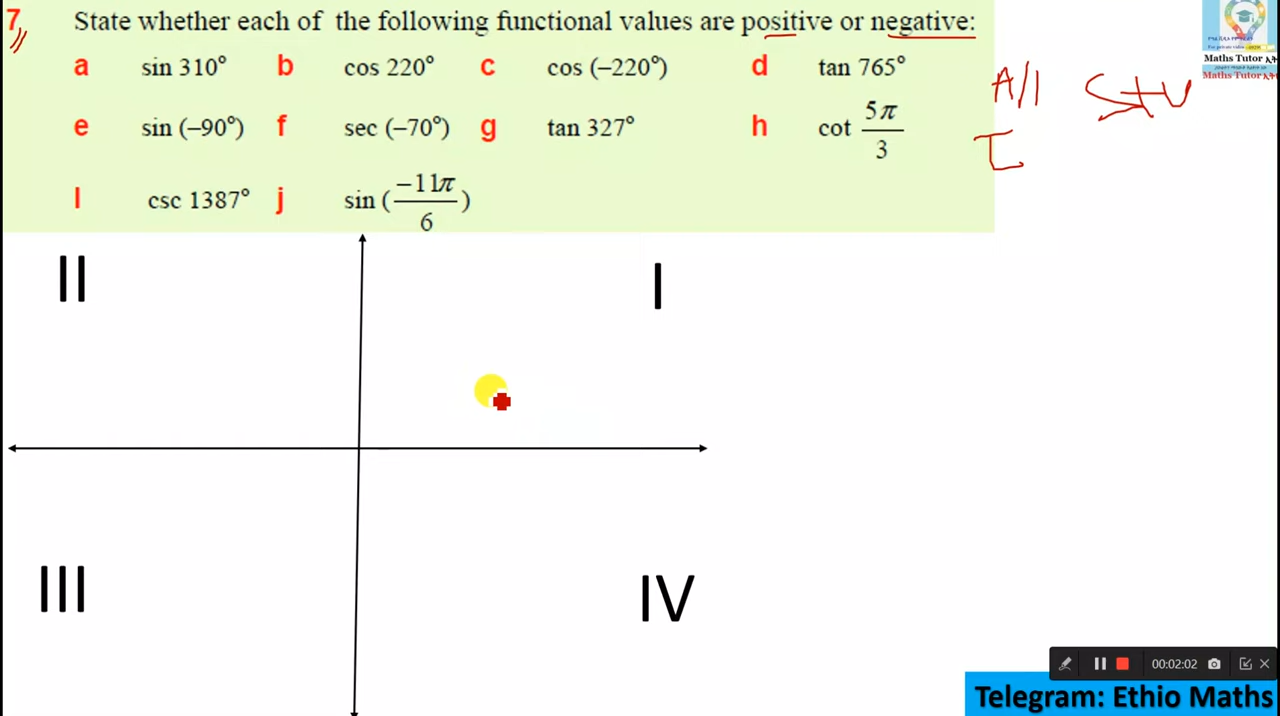 7 State whether each of the following functional values are positive or negative:
a sin 310° b cos 220° c cos (–220°) d tan 765°
e sin (–90°) f sec (–70°) g tan 327° h cot 5π/3
I csc 1387° j sin (−11π/6)
All
I
Maths Tutor
Maths Tutor
II I
III IV
00:02:02
Telegram: Ethio Maths